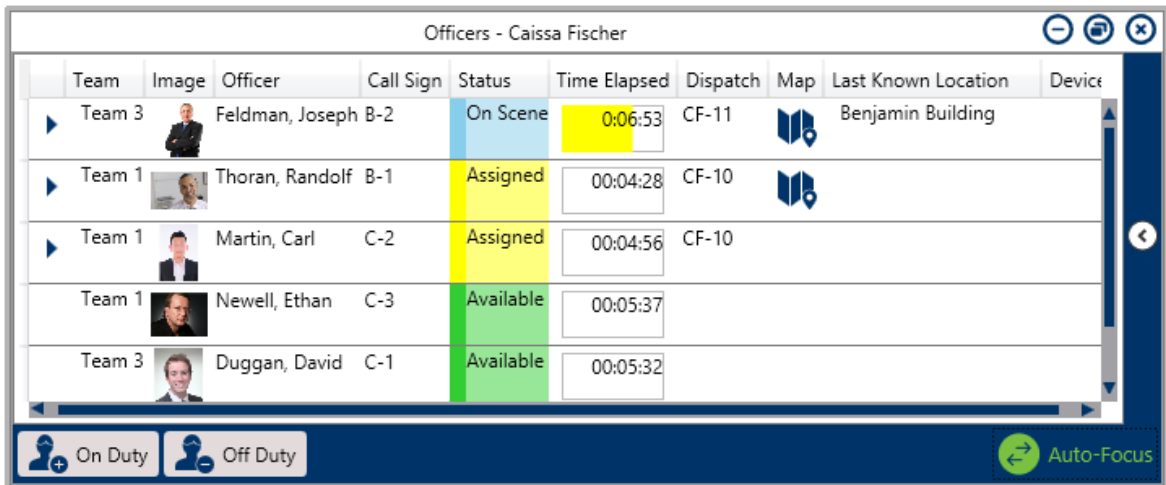 Officers - Caissa Fischer
Team Image Officer Call Sign Status Time Elapsed Dispatch Map Last Known Location Device
Team 3 Feldman, Joseph B-2 On Scene 0:06:53 CF-11 Benjamin Building
Team 1 Thoran, Randolf B-1 Assigned 00:04:28 CF-10
Team 1 Martin, Carl C-2 Assigned 00:04:56 CF-10
Team 1 Newell, Ethan C-3 Available 00:05:37
Team 3 Duggan, David C-1 Available 00:05:32
On Duty Off Duty Auto-Focus